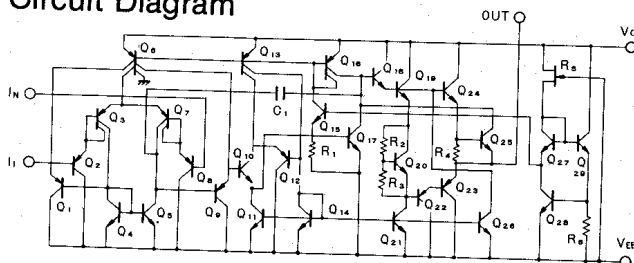 Circuit Diagram
OUT
Q6
Q13
Q16
Q18
Q19
Q24
R5
IN
Q3
Q7
C1
Q15
Q17
Q25
II
Q2
Q8
Q10
Q12
R1
R2
Q20
R3
R4
Q23
Q22
Q27
Q29
Q1
Q4
Q5
Q9
Q11
Q14
Q21
Q26
Q28
R6
VEE